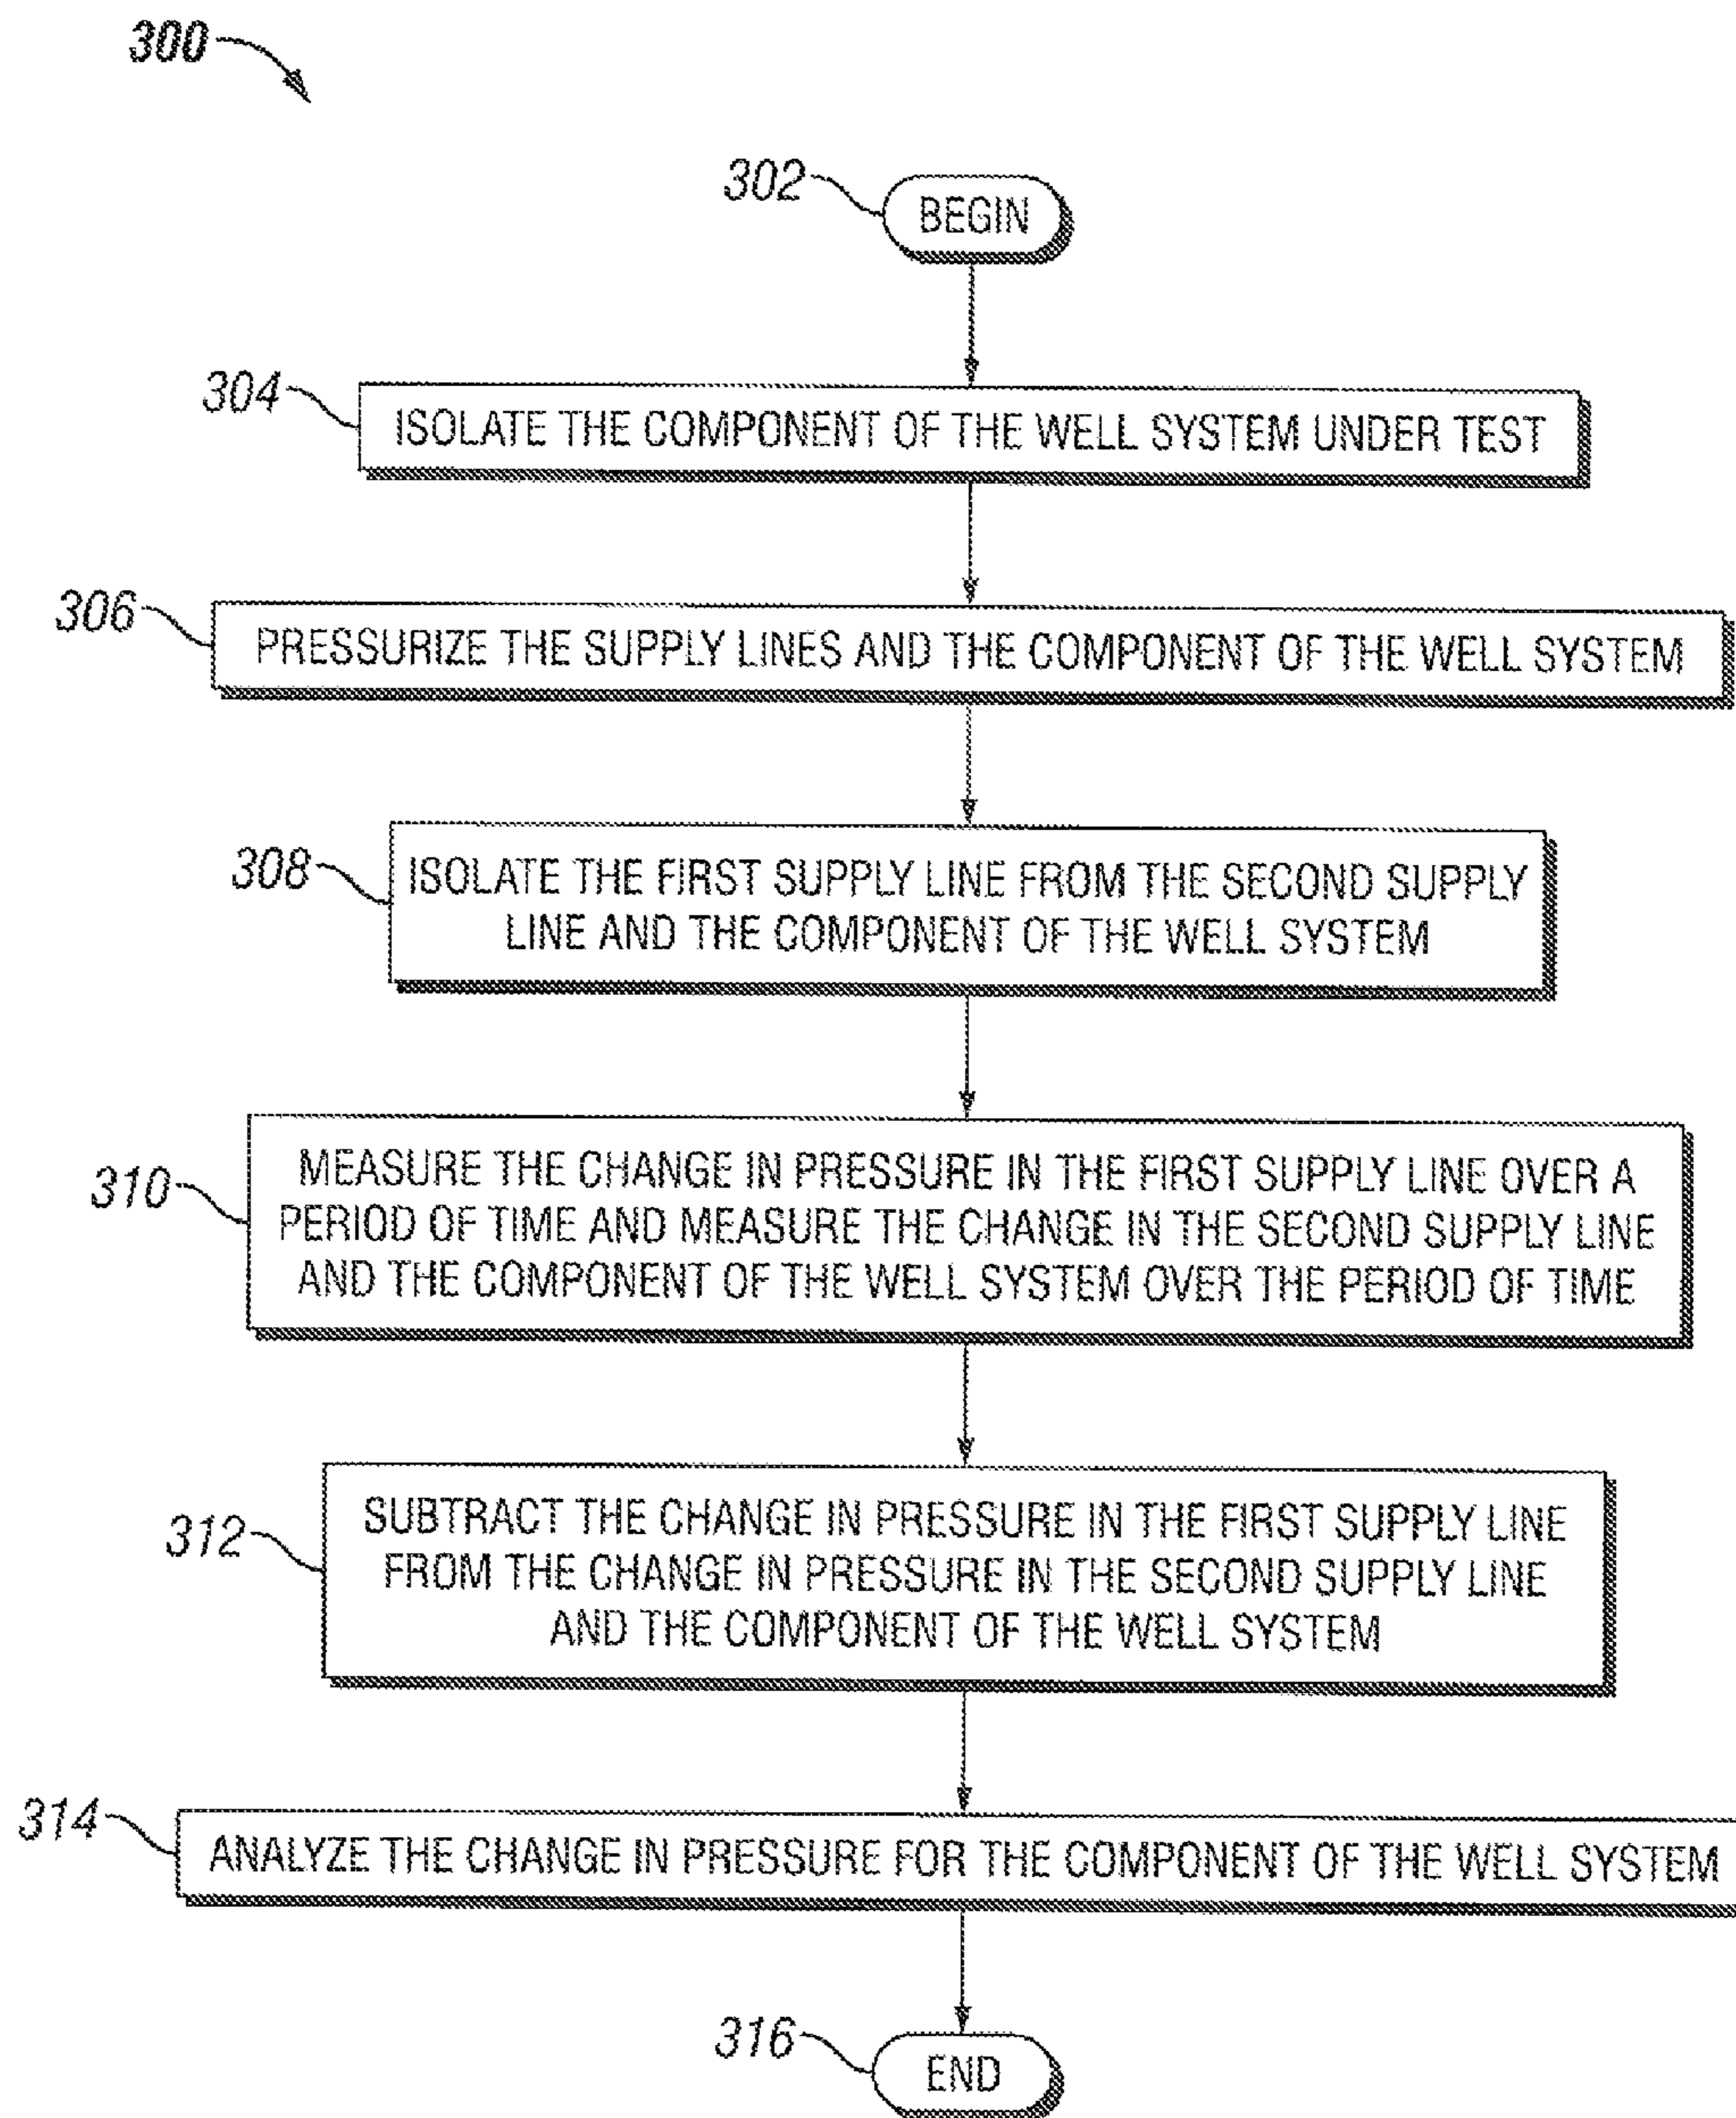 300
302
BEGIN
304
ISOLATE THE COMPONENT OF THE WELL SYSTEM UNDER TEST
306
PRESSURIZE THE SUPPLY LINES AND THE COMPONENT OF THE WELL SYSTEM
308
ISOLATE THE FIRST SUPPLY LINE FROM THE SECOND SUPPLY
LINE AND THE COMPONENT OF THE WELL SYSTEM
310
MEASURE THE CHANGE IN PRESSURE IN THE FIRST SUPPLY LINE OVER A
PERIOD OF TIME AND MEASURE THE CHANGE IN THE SECOND SUPPLY LINE
AND THE COMPONENT OF THE WELL SYSTEM OVER THE PERIOD OF TIME
312
SUBTRACT THE CHANGE IN PRESSURE IN THE FIRST SUPPLY LINE
FROM THE CHANGE IN PRESSURE IN THE SECOND SUPPLY LINE
AND THE COMPONENT OF THE WELL SYSTEM
314
ANALYZE THE CHANGE IN PRESSURE FOR THE COMPONENT OF THE WELL SYSTEM
316
END